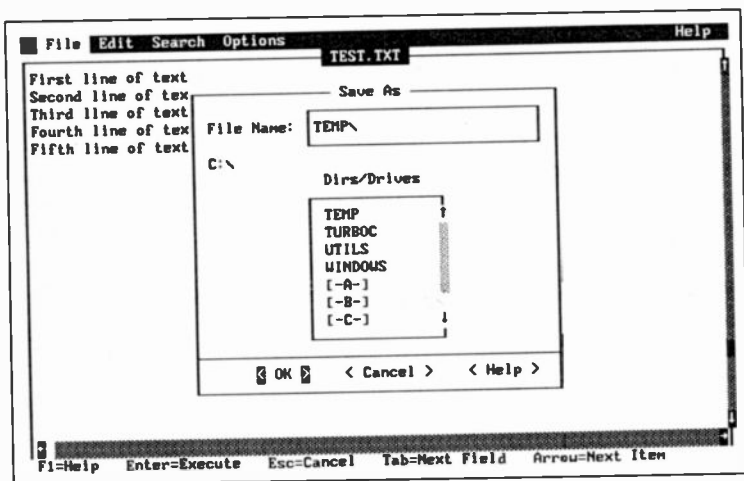 File Edit Search Options Help
TEST.TXT
First line of text
Second line of tex
Third line of text
Fourth line of tex
Fifth line of text
Save As
File Name: TEMP\
C:\
Dirs/Drives
TEMP
TURBOC
UTILS
WINDOWS
[-A-]
[-B-]
[-C-]
< OK > < Cancel > < Help >
F1=Help Enter=Execute Esc=Cancel Tab=Next Field Arrow=Next Item